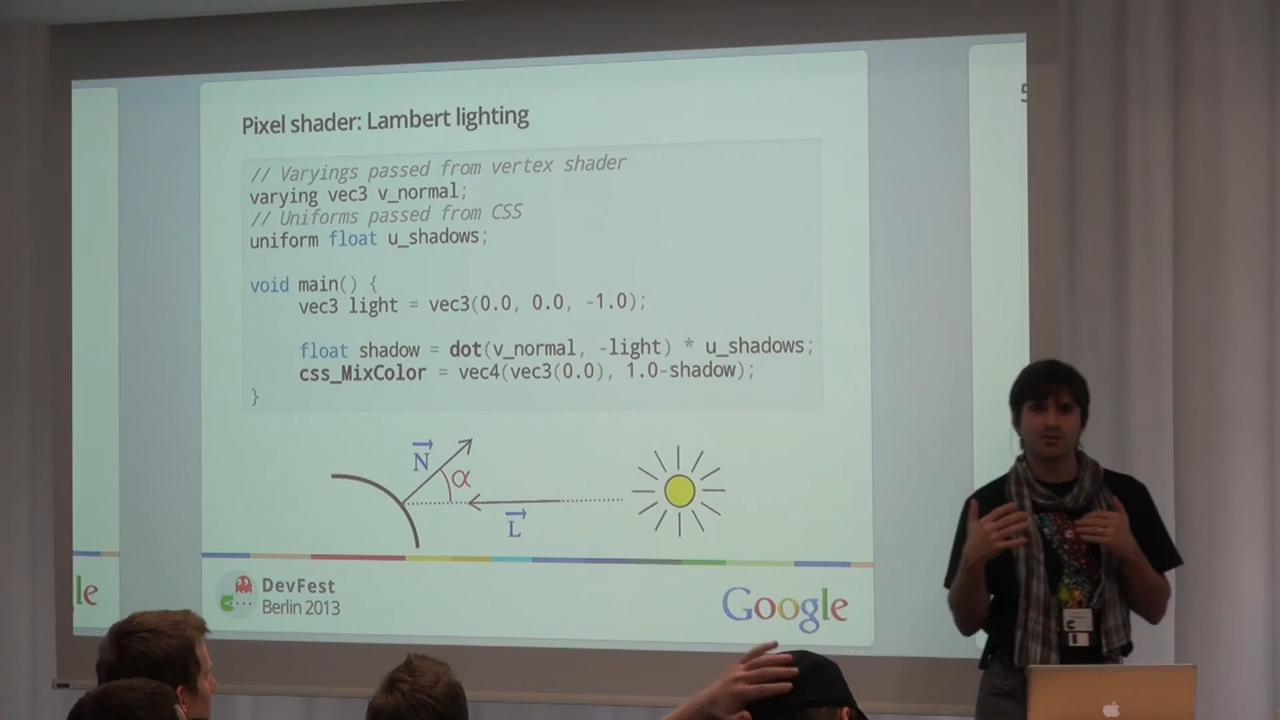 Pixel shader: Lambert lighting
// Varyings passed from vertex shader
varying vec3 v_normal;
// Uniforms passed from CSS
uniform float u_shadows;
void main() {
vec3 light = vec3(0.0, 0.0, -1.0);
float shadow = dot(v_normal, -light) * u_shadows;
css_MixColor = vec4(vec3(0.0), 1.0-shadow);
}
N
α
L
DevFest
Berlin 2013
Google
le
5